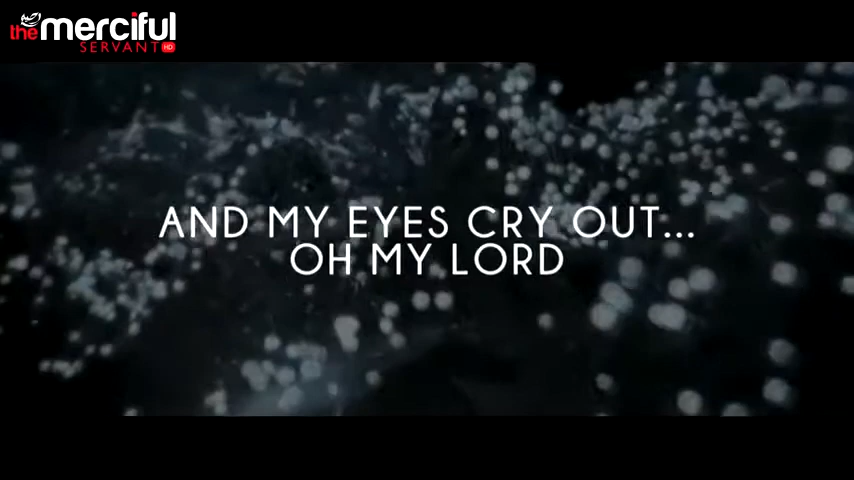 the merciful
SERVANT HD
AND MY EYES CRY OUT...
OH MY LORD